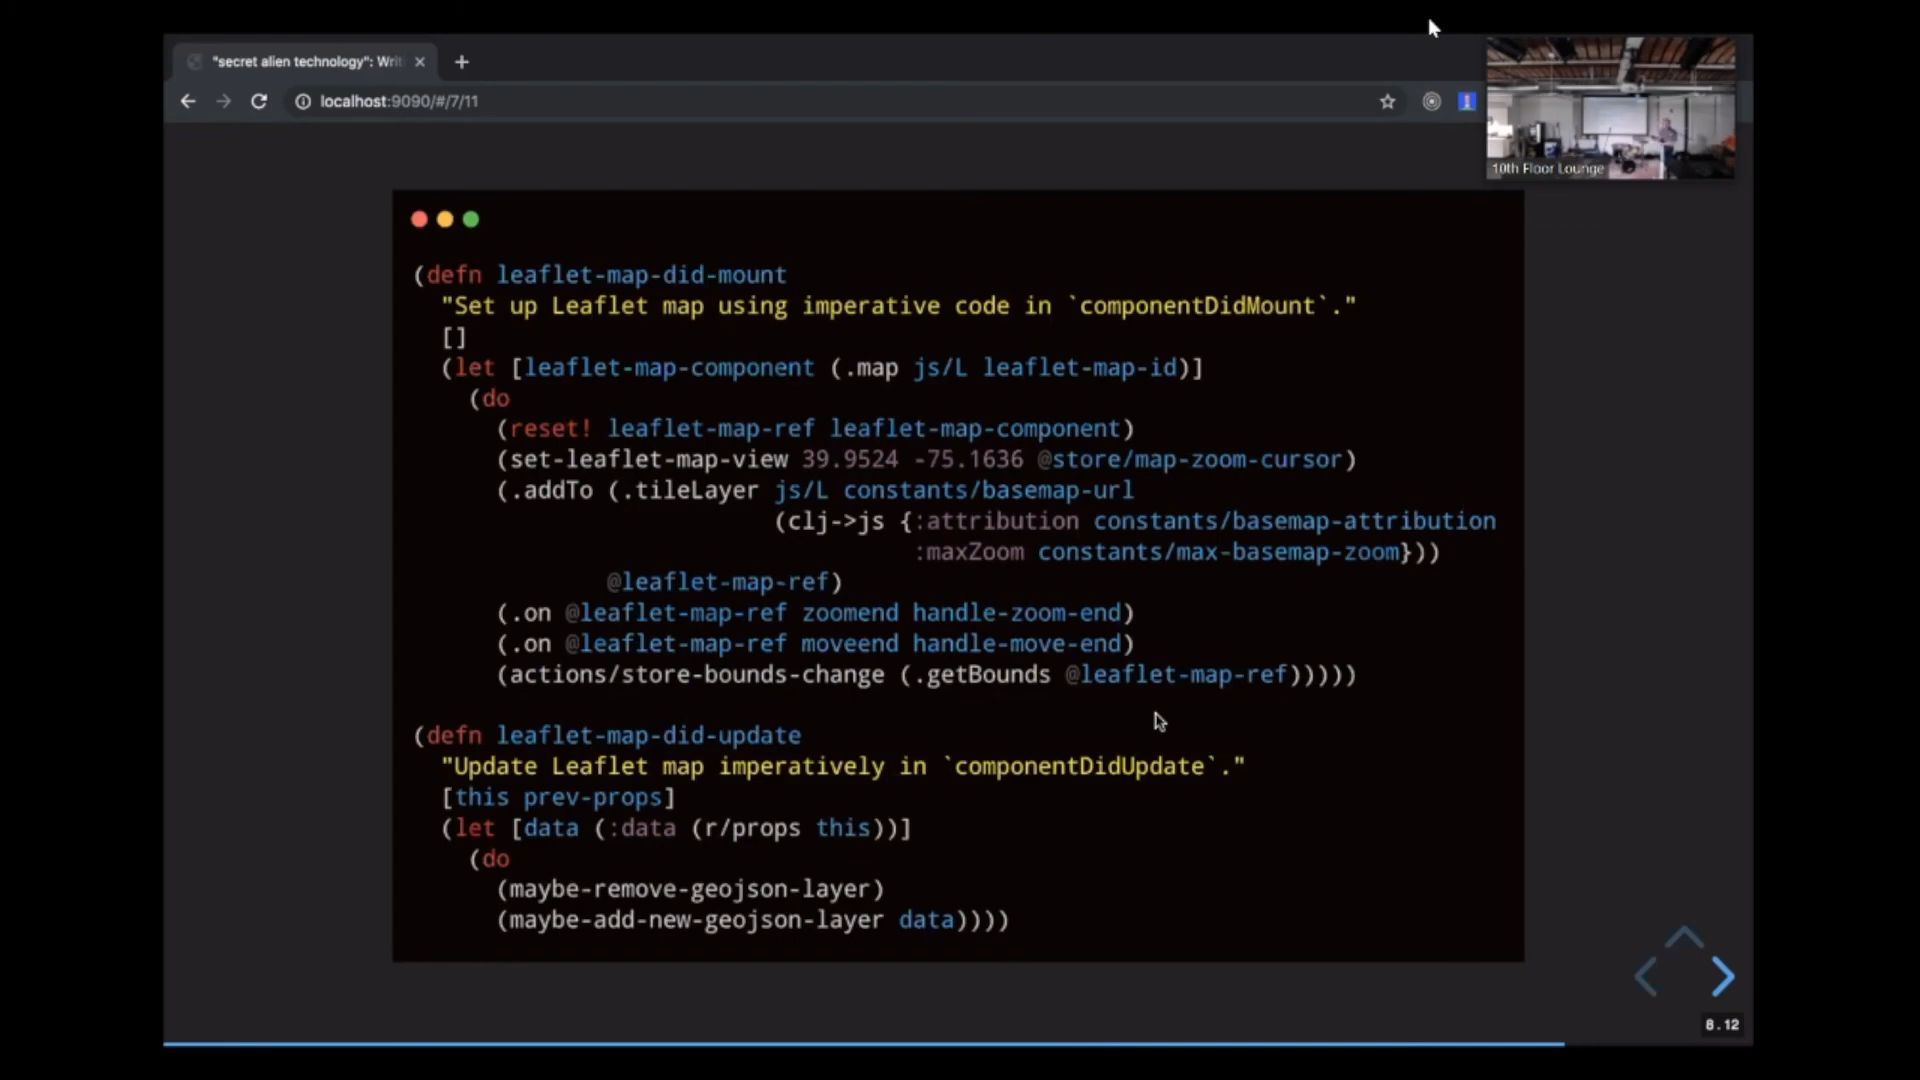 "secret alien technology": Writ
localhost:9090/#/7/11
10th Floor Lounge
(defn leaflet-map-did-mount
  "Set up Leaflet map using imperative code in `componentDidMount`."
  []
  (let [leaflet-map-component (.map js/L leaflet-map-id)]
    (do
      (reset! leaflet-map-ref leaflet-map-component)
      (set-leaflet-map-view 39.9524 -75.1636 @store/map-zoom-cursor)
      (.addTo (.tileLayer js/L constants/basemap-url
                          (clj->js {:attribution constants/basemap-attribution
                                    :maxZoom constants/max-basemap-zoom}))
              @leaflet-map-ref)
      (.on @leaflet-map-ref zoomend handle-zoom-end)
      (.on @leaflet-map-ref moveend handle-move-end)
      (actions/store-bounds-change (.getBounds @leaflet-map-ref)))))
(defn leaflet-map-did-update
  "Update Leaflet map imperatively in `componentDidUpdate`."
  [this prev-props]
  (let [data (:data (r/props this))]
    (do
      (maybe-remove-geojson-layer)
      (maybe-add-new-geojson-layer data))))
8.12